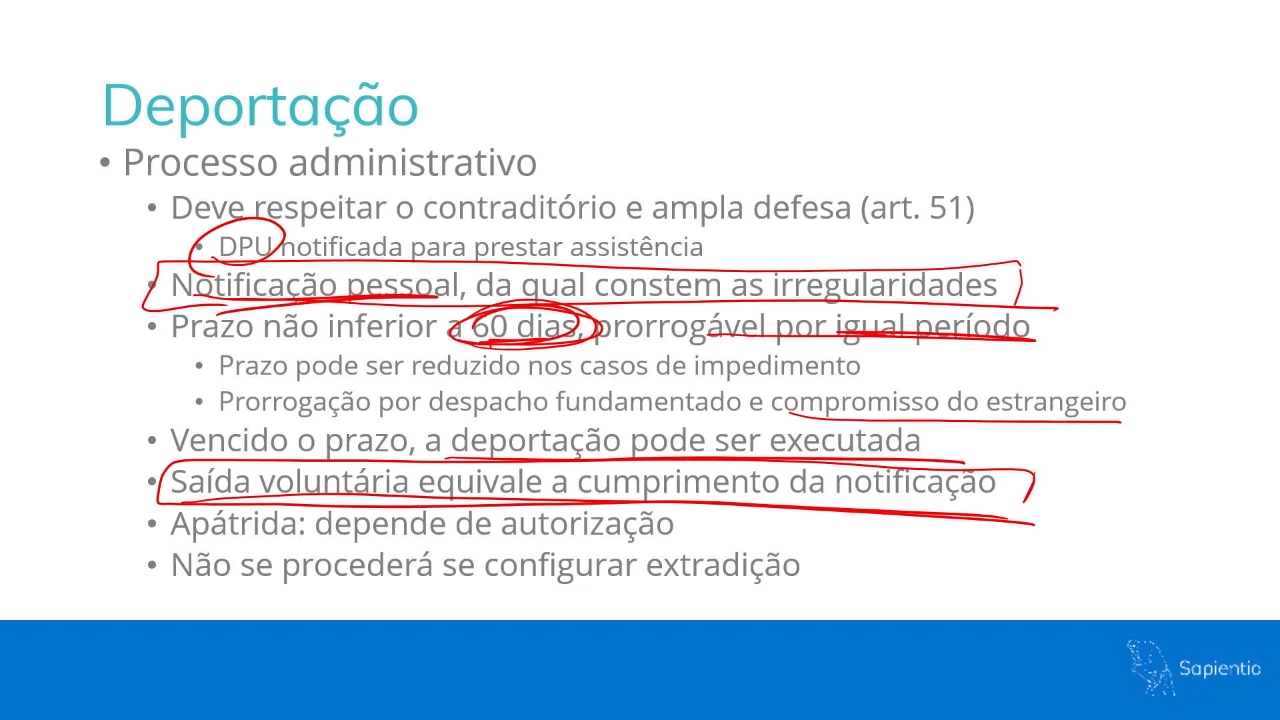 Deportação
• Processo administrativo
• Deve respeitar o contraditório e ampla defesa (art. 51)
• DPU notificada para prestar assistência
• Notificação pessoal, da qual constem as irregularidades
• Prazo não inferior a 60 dias, prorrogável por igual período
• Prazo pode ser reduzido nos casos de impedimento
• Prorrogação por despacho fundamentado e compromisso do estrangeiro
• Vencido o prazo, a deportação pode ser executada
• Saída voluntária equivale a cumprimento da notificação
• Apátrida: depende de autorização
• Não se procederá se configurar extradição
Sapientia